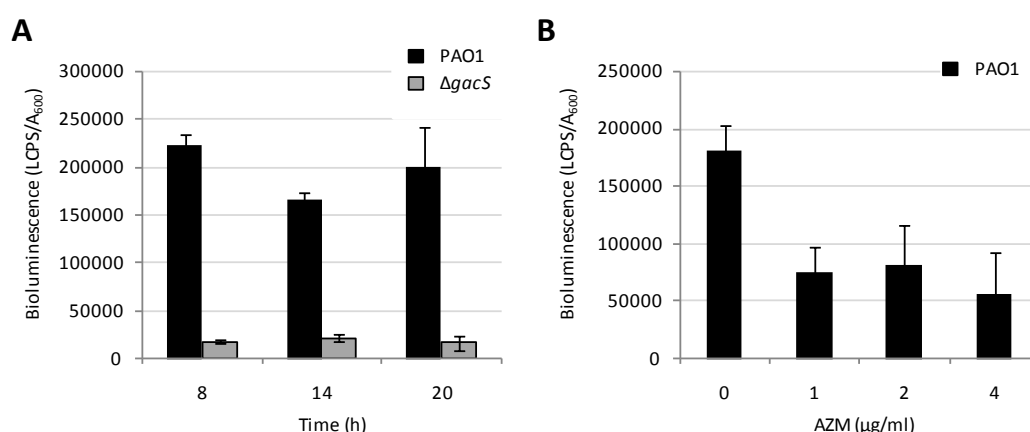 A
PAO1
ΔgacS
300000
250000
200000
150000
100000
50000
0
Bioluminescence (LCPS/A600)
8 14 20
Time (h)
B
PAO1
250000
200000
150000
100000
50000
0
Bioluminescence (LCPS/A600)
0 1 2 4
AZM (µg/ml)